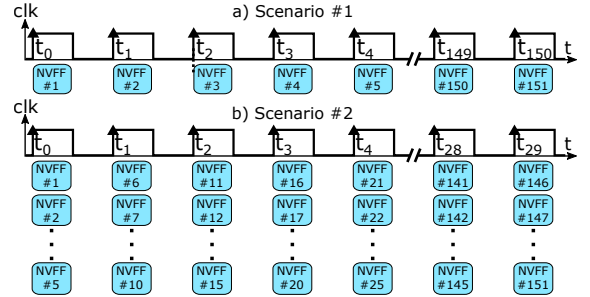 a) Scenario #1
clk
t0 t1 t2 t3 t4 t149 t150 t
NVFF NVFF NVFF NVFF NVFF NVFF NVFF
#1 #2 #3 #4 #5 #150 #151
b) Scenario #2
clk
t0 t1 t2 t3 t4 t28 t29 t
NVFF NVFF NVFF NVFF NVFF NVFF NVFF
#1 #6 #11 #16 #21 #141 #146
NVFF NVFF NVFF NVFF NVFF NVFF NVFF
#2 #7 #12 #17 #22 #142 #147
NVFF NVFF NVFF NVFF NVFF NVFF NVFF
#5 #10 #15 #20 #25 #145 #151